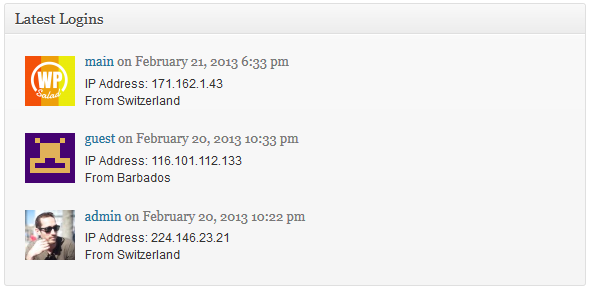 Latest Logins
WP
Salad
main on February 21, 2013 6:33 pm
IP Address: 171.162.1.43
From Switzerland
guest on February 20, 2013 10:33 pm
IP Address: 116.101.112.133
From Barbados
admin on February 20, 2013 10:22 pm
IP Address: 224.146.23.21
From Switzerland